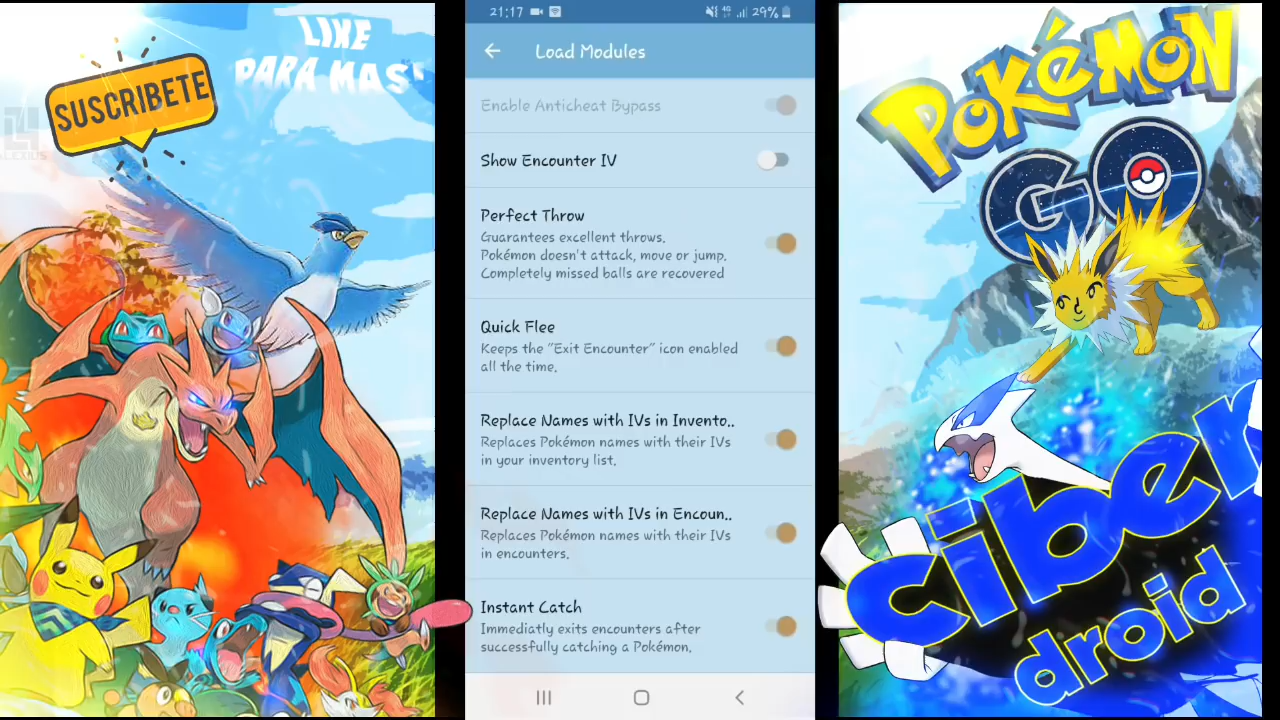 LIKE
PARA MAS
SUSCRIBETE
21:17
29%
Load Modules
Enable Anticheat Bypass
Show Encounter IV
Perfect Throw
Guarantees excellent throws.
Pokémon doesn't attack, move or jump.
Completely missed balls are recovered
Quick Flee
Keeps the "Exit Encounter" icon enabled
all the time.
Replace Names with IVs in Invento..
Replaces Pokémon names with their IVs
in your inventory list.
Replace Names with IVs in Encoun..
Replaces Pokémon names with their IVs
in encounters.
Instant Catch
Immediatly exits encounters after
successfully catching a Pokémon.
POKéMON
GO
ciber
droid